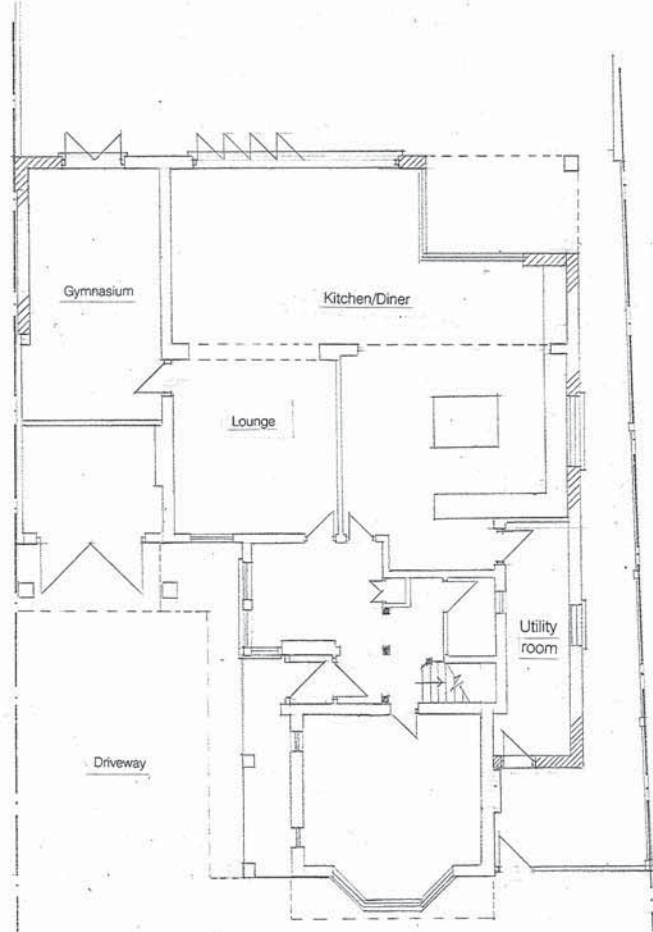 Gymnasium
Kitchen/Diner
Lounge
Utility
room
Driveway